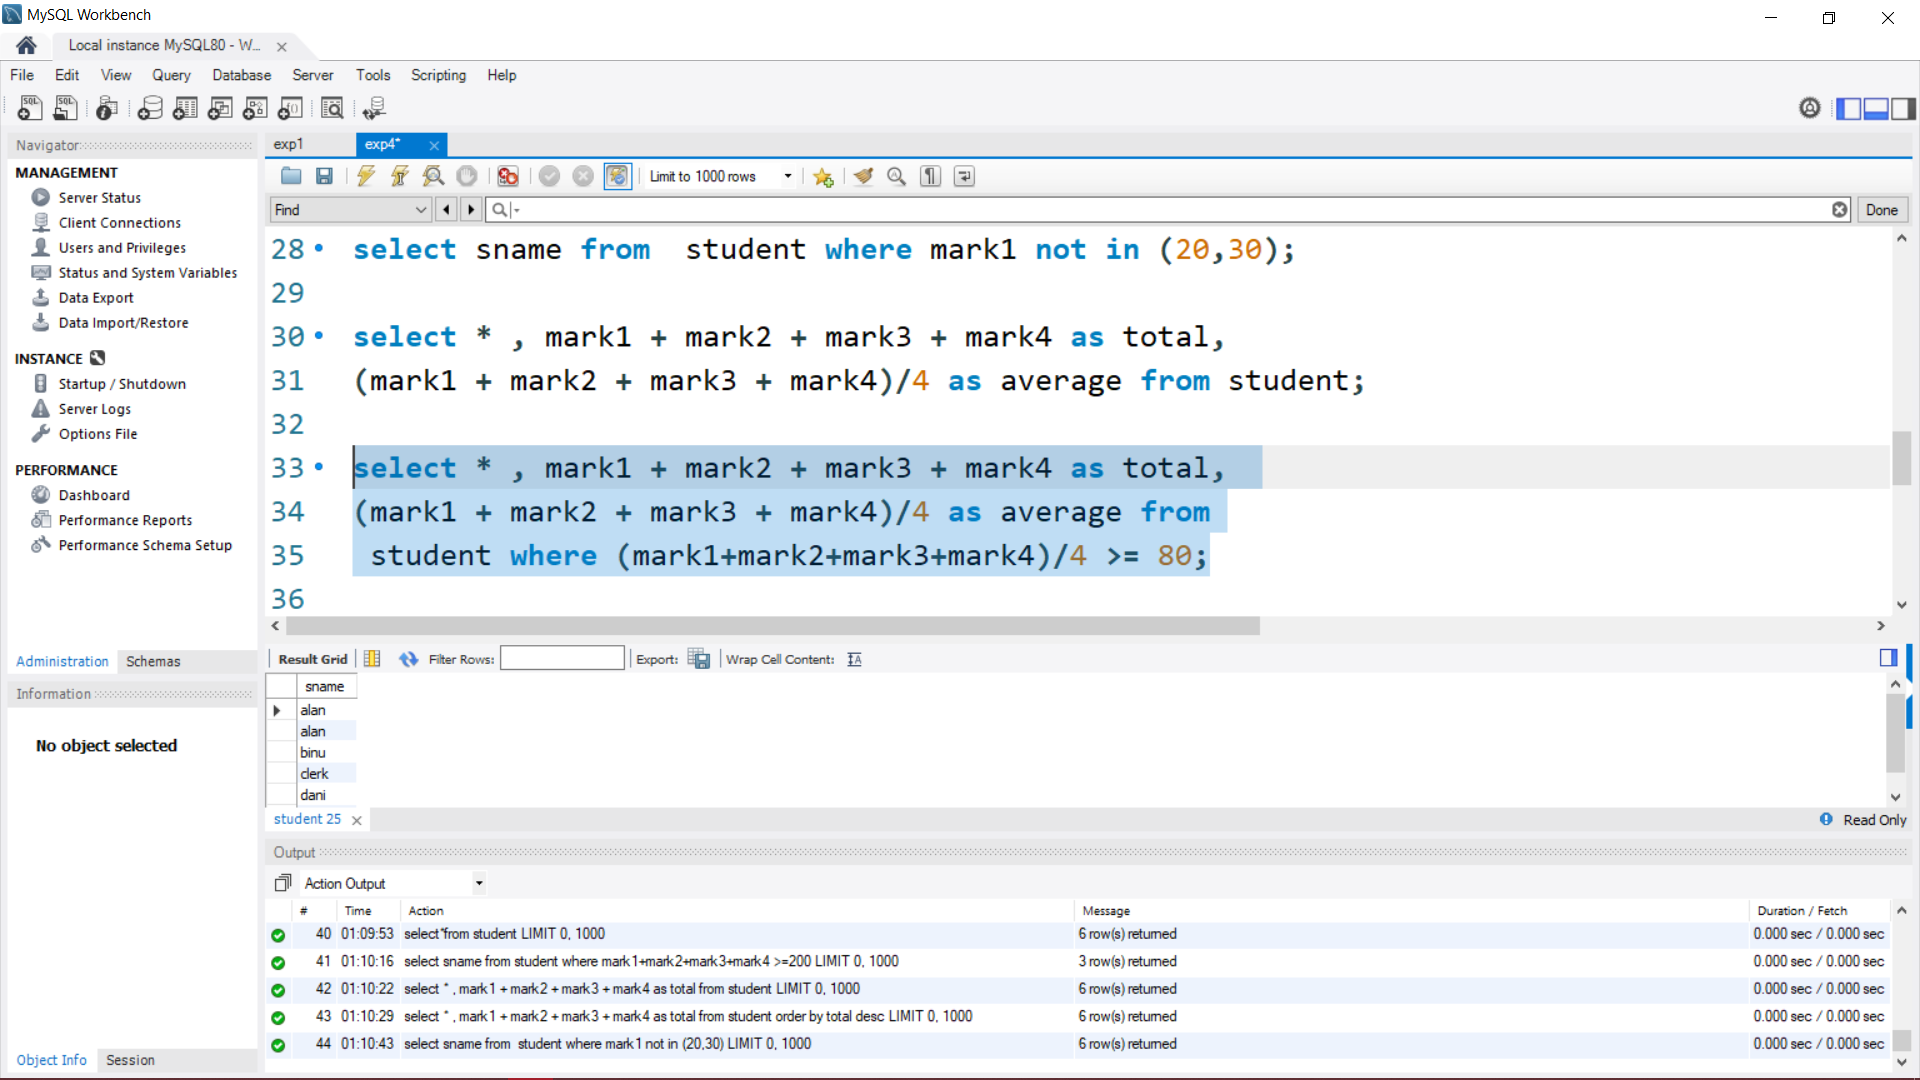 MySQL Workbench
Local instance MySQL80 - W...
File Edit View Query Database Server Tools Scripting Help
Navigator
MANAGEMENT
Server Status
Client Connections
Users and Privileges
Status and System Variables
Data Export
Data Import/Restore
INSTANCE
Startup / Shutdown
Server Logs
Options File
PERFORMANCE
Dashboard
Performance Reports
Performance Schema Setup
Administration Schemas
Information
No object selected
Object Info Session
exp1 exp4*
Limit to 1000 rows
Find Done
28 select sname from  student where mark1 not in (20,30);
29
30 select * , mark1 + mark2 + mark3 + mark4 as total,
31 (mark1 + mark2 + mark3 + mark4)/4 as average from student;
32
33 select * , mark1 + mark2 + mark3 + mark4 as total,
34 (mark1 + mark2 + mark3 + mark4)/4 as average from
35 student where (mark1+mark2+mark3+mark4)/4 >= 80;
36
Result Grid Filter Rows: Export: Wrap Cell Content:
sname
alan
alan
binu
clerk
dani
student 25 Read Only
Output
Action Output
# Time Action Message Duration / Fetch
40 01:09:53 select*from student LIMIT 0, 1000 6 row(s) returned 0.000 sec / 0.000 sec
41 01:10:16 select sname from student where mark1+mark2+mark3+mark4 >=200 LIMIT 0, 1000 3 row(s) returned 0.000 sec / 0.000 sec
42 01:10:22 select * , mark1 + mark2 + mark3 + mark4 as total from student LIMIT 0, 1000 6 row(s) returned 0.000 sec / 0.000 sec
43 01:10:29 select * , mark1 + mark2 + mark3 + mark4 as total from student order by total desc LIMIT 0, 1000 6 row(s) returned 0.000 sec / 0.000 sec
44 01:10:43 select sname from  student where mark1 not in (20,30) LIMIT 0, 1000 6 row(s) returned 0.000 sec / 0.000 sec